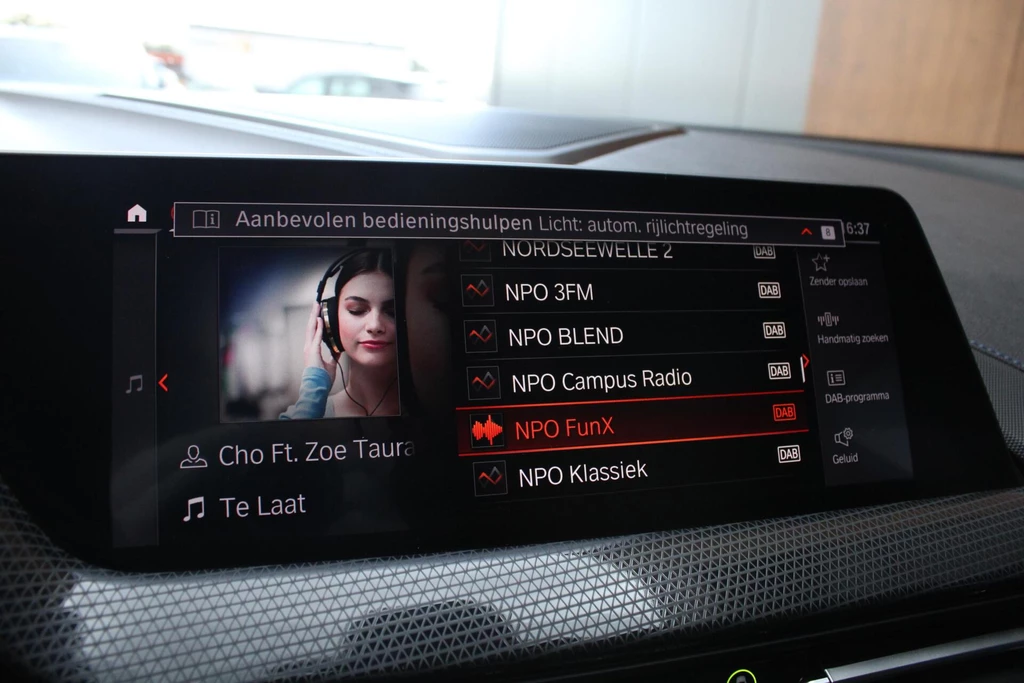 Aanbevolen bedieningshulpen Licht: autom. rijlichtregeling
8
6:37
NORDSEEWELLE 2 DAB
NPO 3FM DAB
NPO BLEND DAB
NPO Campus Radio DAB
NPO FunX DAB
NPO Klassiek DAB
Cho Ft. Zoe Taura
Te Laat
Zender opslaan
Handmatig zoeken
DAB-programma
Geluid